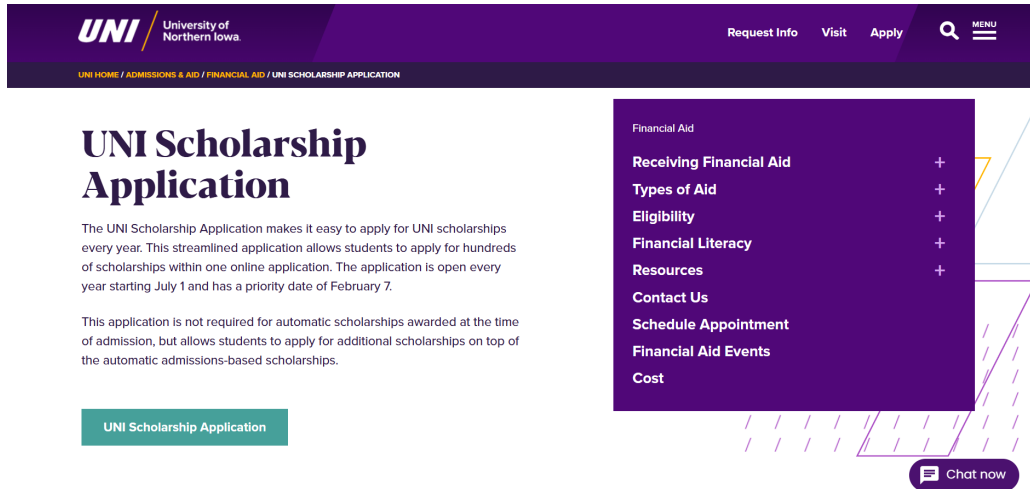 UNI University of
Northern Iowa.
Request Info Visit Apply MENU
UNI HOME / ADMISSIONS & AID / FINANCIAL AID / UNI SCHOLARSHIP APPLICATION
UNI Scholarship
Application
The UNI Scholarship Application makes it easy to apply for UNI scholarships
every year. This streamlined application allows students to apply for hundreds
of scholarships within one online application. The application is open every
year starting July 1 and has a priority date of February 7.
This application is not required for automatic scholarships awarded at the time
of admission, but allows students to apply for additional scholarships on top of
the automatic admissions-based scholarships.
UNI Scholarship Application
Financial Aid
Receiving Financial Aid +
Types of Aid +
Eligibility +
Financial Literacy +
Resources +
Contact Us
Schedule Appointment
Financial Aid Events
Cost
Chat now